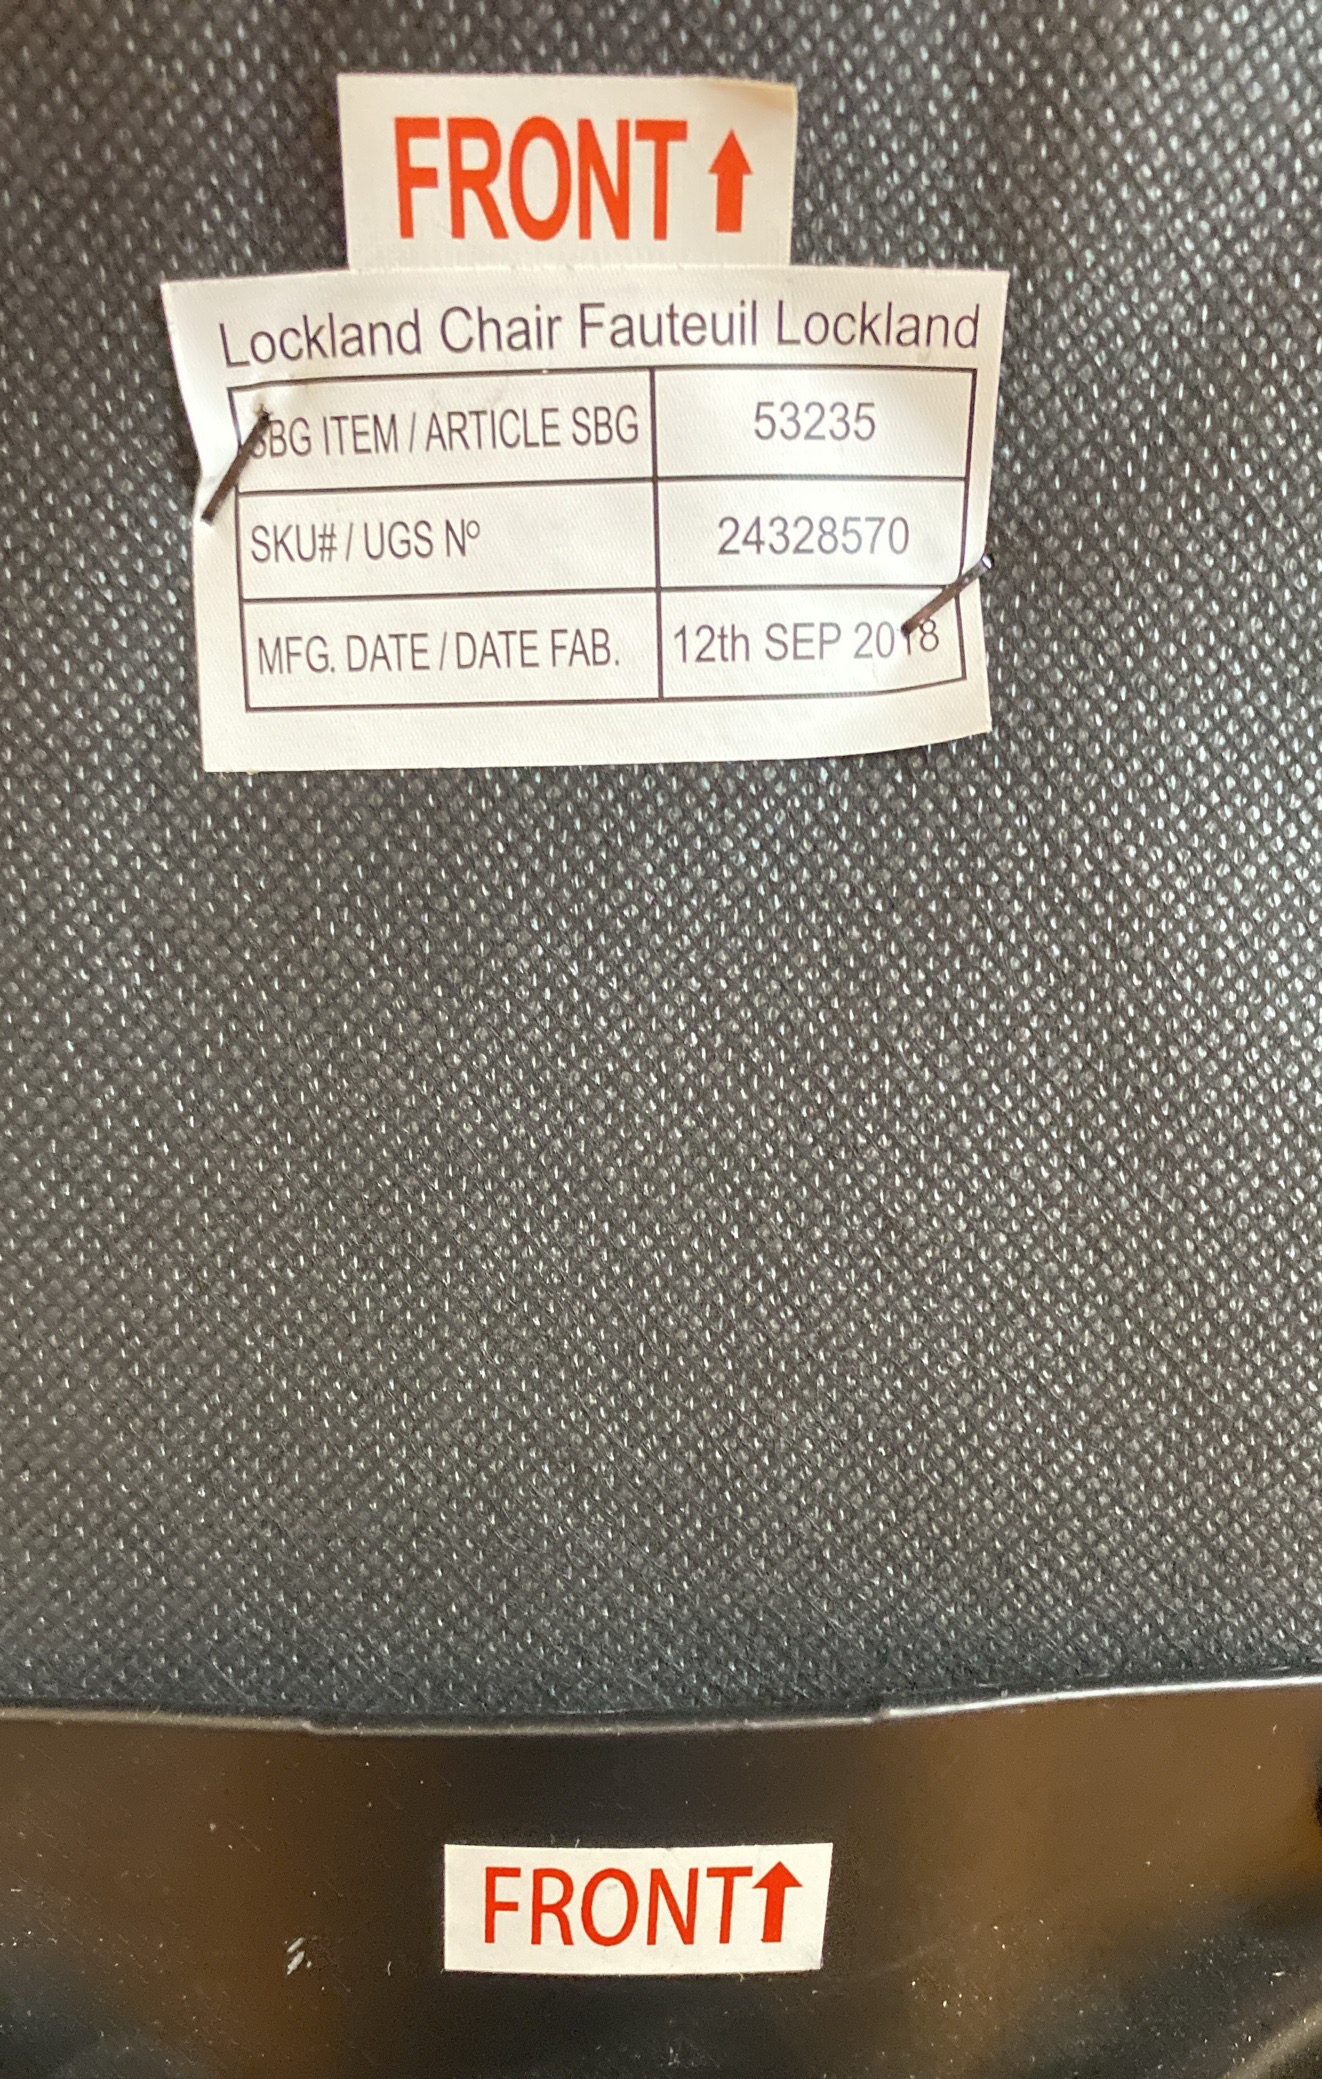 FRONT ↑
Lockland Chair Fauteuil Lockland
SBG ITEM / ARTICLE SBG 53235
SKU# / UGS Nº 24328570
MFG. DATE / DATE FAB. 12th SEP 2018
FRONT ↑